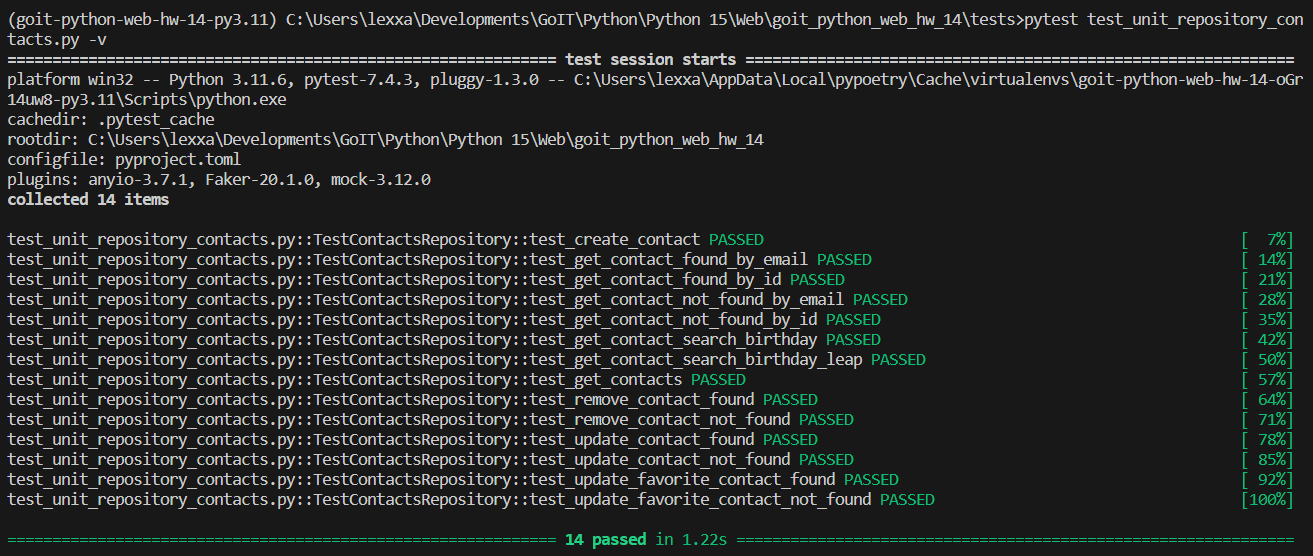 (goit-python-web-hw-14-py3.11) C:\Users\lexxa\Developments\GoIT\Python\Python 15\Web\goit_python_web_hw_14\tests>pytest test_unit_repository_con
tacts.py -v
============================================================= test session starts =============================================================
platform win32 -- Python 3.11.6, pytest-7.4.3, pluggy-1.3.0 -- C:\Users\lexxa\AppData\Local\pypoetry\Cache\virtualenvs\goit-python-web-hw-14-oGr
14uw8-py3.11\Scripts\python.exe
cachedir: .pytest_cache
rootdir: C:\Users\lexxa\Developments\GoIT\Python\Python 15\Web\goit_python_web_hw_14
configfile: pyproject.toml
plugins: anyio-3.7.1, Faker-20.1.0, mock-3.12.0
collected 14 items
test_unit_repository_contacts.py::TestContactsRepository::test_create_contact PASSED [  7%]
test_unit_repository_contacts.py::TestContactsRepository::test_get_contact_found_by_email PASSED [ 14%]
test_unit_repository_contacts.py::TestContactsRepository::test_get_contact_found_by_id PASSED [ 21%]
test_unit_repository_contacts.py::TestContactsRepository::test_get_contact_not_found_by_email PASSED [ 28%]
test_unit_repository_contacts.py::TestContactsRepository::test_get_contact_not_found_by_id PASSED [ 35%]
test_unit_repository_contacts.py::TestContactsRepository::test_get_contact_search_birthday PASSED [ 42%]
test_unit_repository_contacts.py::TestContactsRepository::test_get_contact_search_birthday_leap PASSED [ 50%]
test_unit_repository_contacts.py::TestContactsRepository::test_get_contacts PASSED [ 57%]
test_unit_repository_contacts.py::TestContactsRepository::test_remove_contact_found PASSED [ 64%]
test_unit_repository_contacts.py::TestContactsRepository::test_remove_contact_not_found PASSED [ 71%]
test_unit_repository_contacts.py::TestContactsRepository::test_update_contact_found PASSED [ 78%]
test_unit_repository_contacts.py::TestContactsRepository::test_update_contact_not_found PASSED [ 85%]
test_unit_repository_contacts.py::TestContactsRepository::test_update_favorite_contact_found PASSED [ 92%]
test_unit_repository_contacts.py::TestContactsRepository::test_update_favorite_contact_not_found PASSED [100%]
============================================================= 14 passed in 1.22s ==============================================================